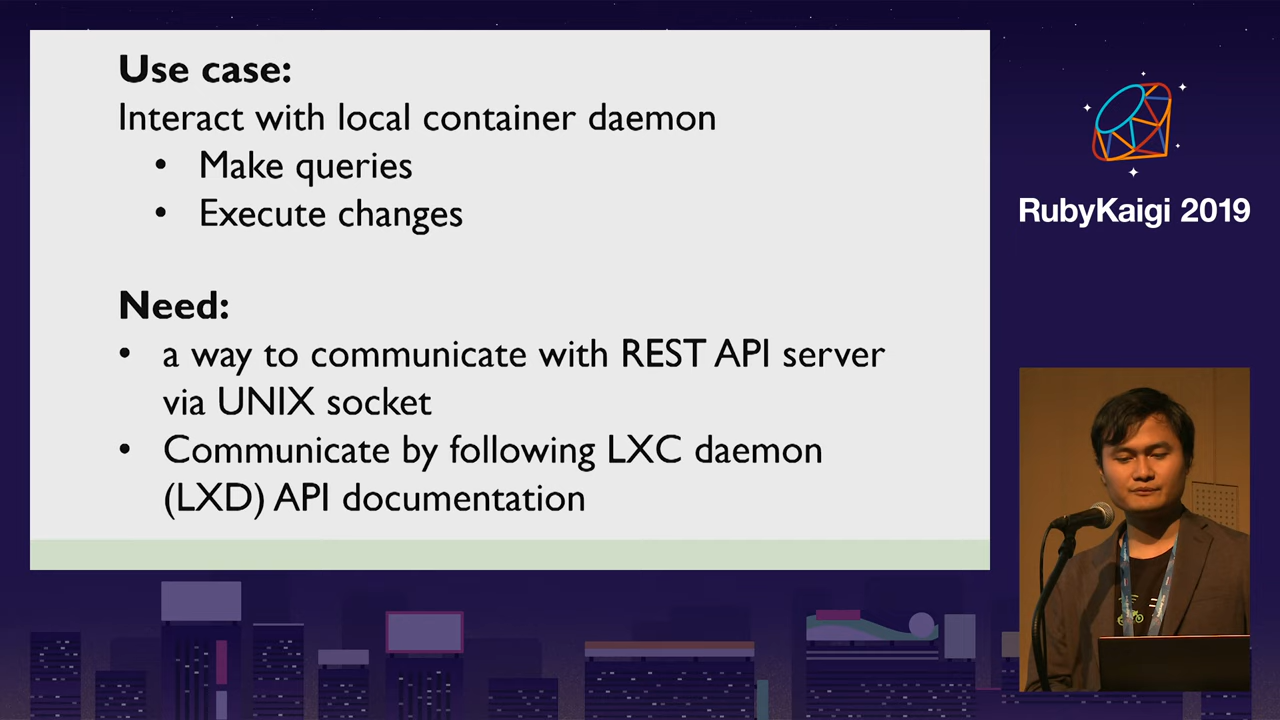 Use case:
Interact with local container daemon
• Make queries
• Execute changes
Need:
• a way to communicate with REST API server
via UNIX socket
• Communicate by following LXC daemon
(LXD) API documentation
RubyKaigi 2019